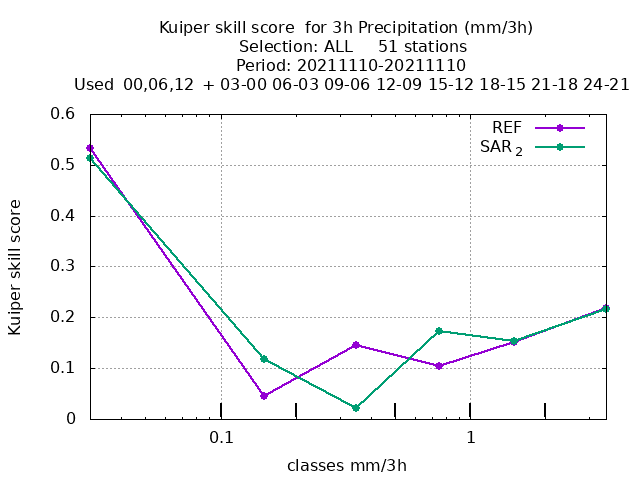 Kuiper skill score  for 3h Precipitation (mm/3h)
Selection: ALL     51 stations
Period: 20211110-20211110
Used  00,06,12  + 03-00 06-03 09-06 12-09 15-12 18-15 21-18 24-21
0.6
REF
SAR 2
0.5
0.4
Kuiper skill score
0.3
0.2
0.1
0
0.1
1
classes mm/3h